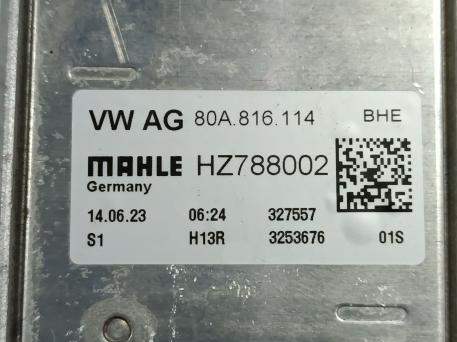 VW AG 80A.816.114 BHE
MAHLE HZ788002
Germany
14.06.23 06:24 327557
S1 H13R 3253676 01S